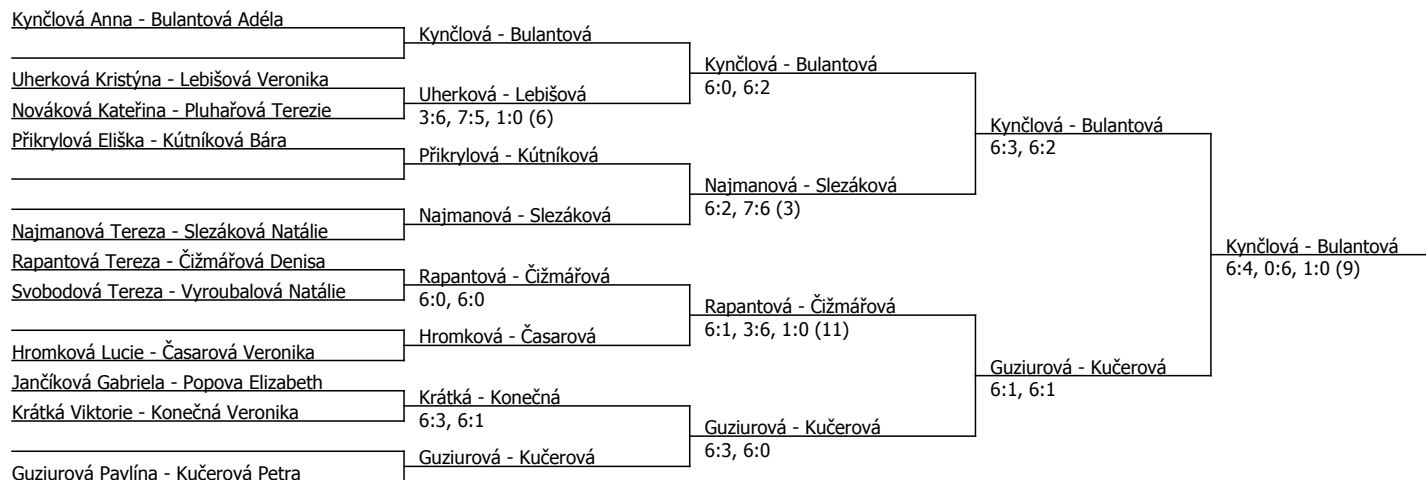 Kynčlová Anna - Bulantová Adéla
Uherková Kristýna - Lebišová Veronika
Nováková Kateřina - Pluhařová Terezie
Přikrylová Eliška - Kútníková Bára
Najmanová Tereza - Slezáková Natálie
Rapantová Tereza - Čižmářová Denisa
Svobodová Tereza - Vyroubalová Natálie
Hromková Lucie - Časarová Veronika
Jančíková Gabriela - Popova Elizabeth
Krátká Viktorie - Konečná Veronika
Guziurová Pavlína - Kučerová Petra
Kynčlová - Bulantová
Uherková - Lebišová
3:6, 7:5, 1:0 (6)
Přikrylová - Kútníková
Najmanová - Slezáková
Rapantová - Čižmářová
6:0, 6:0
Hromková - Časarová
Krátká - Konečná
6:3, 6:1
Guziurová - Kučerová
Kynčlová - Bulantová
6:0, 6:2
Najmanová - Slezáková
6:2, 7:6 (3)
Rapantová - Čižmářová
6:1, 3:6, 1:0 (11)
Guziurová - Kučerová
6:3, 6:0
Kynčlová - Bulantová
6:3, 6:2
Guziurová - Kučerová
6:1, 6:1
Kynčlová - Bulantová
6:4, 0:6, 1:0 (9)